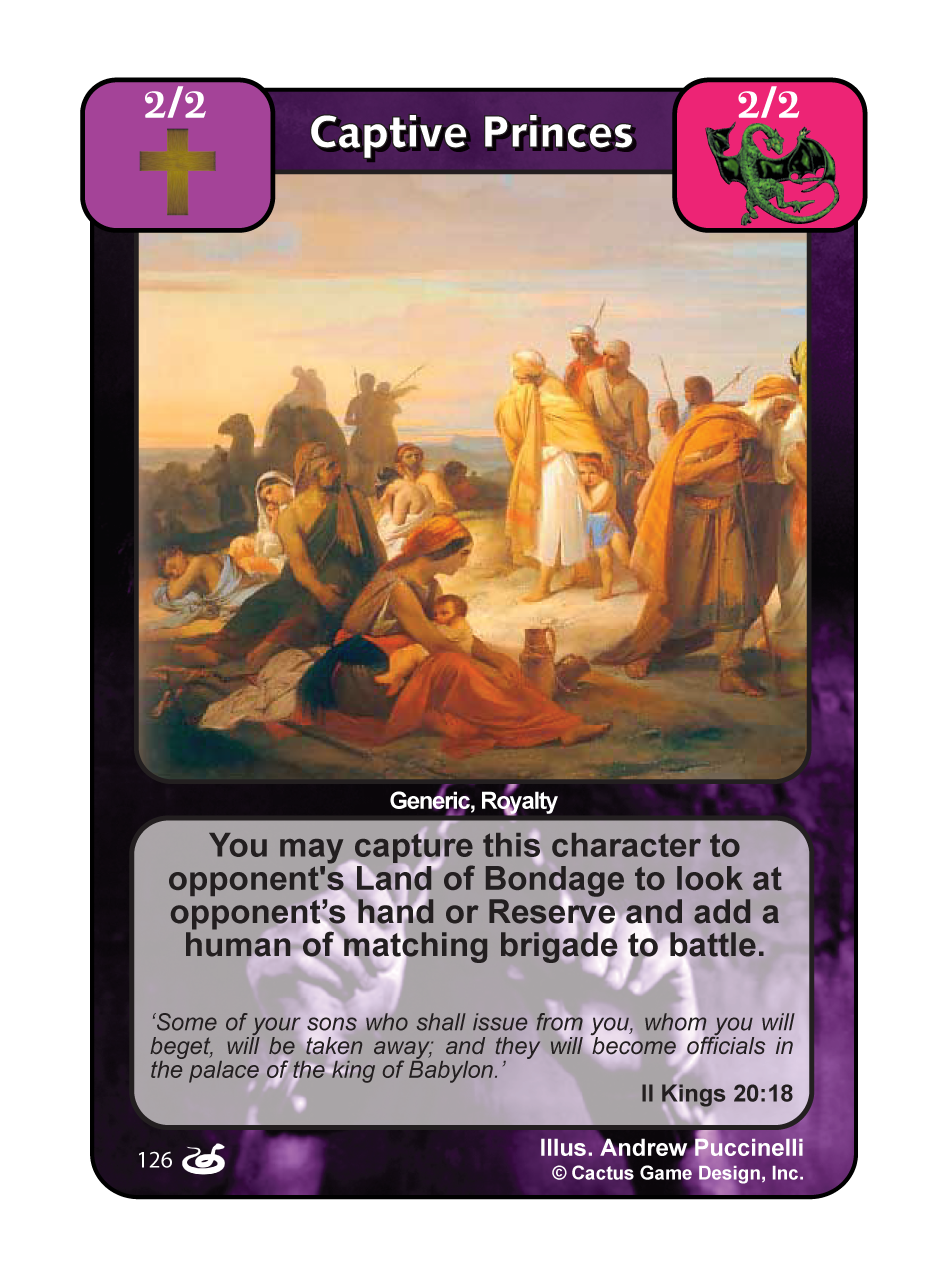 2/2
Captive Princes
2/2
Generic, Royalty
You may capture this character to
opponent's Land of Bondage to look at
opponent’s hand or Reserve and add a
human of matching brigade to battle.
‘Some of your sons who shall issue from you, whom you will
beget, will be taken away; and they will become officials in
the palace of the king of Babylon.’
II Kings 20:18
126
Illus. Andrew Puccinelli
© Cactus Game Design, Inc.